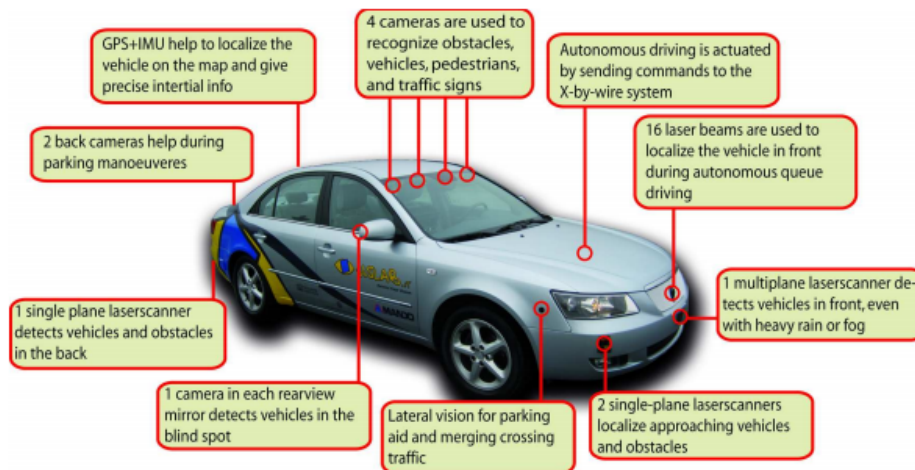 GPS+IMU help to localize the
vehicle on the map and give
precise intertial info
4 cameras are used to
recognize obstacles,
vehicles, pedestrians,
and traffic signs
Autonomous driving is actuated
by sending commands to the
X-by-wire system
2 back cameras help during
parking manoeuveres
16 laser beams are used to
localize the vehicle in front
during autonomous queue
driving
1 single plane laserscanner
detects vehicles and obstacles
in the back
1 multiplane laserscanner de-
tects vehicles in front, even
with heavy rain or fog
1 camera in each rearview
mirror detects vehicles in the
blind spot
Lateral vision for parking
aid and merging crossing
traffic
2 single-plane laserscanners
localize approaching vehicles
and obstacles
MANDO